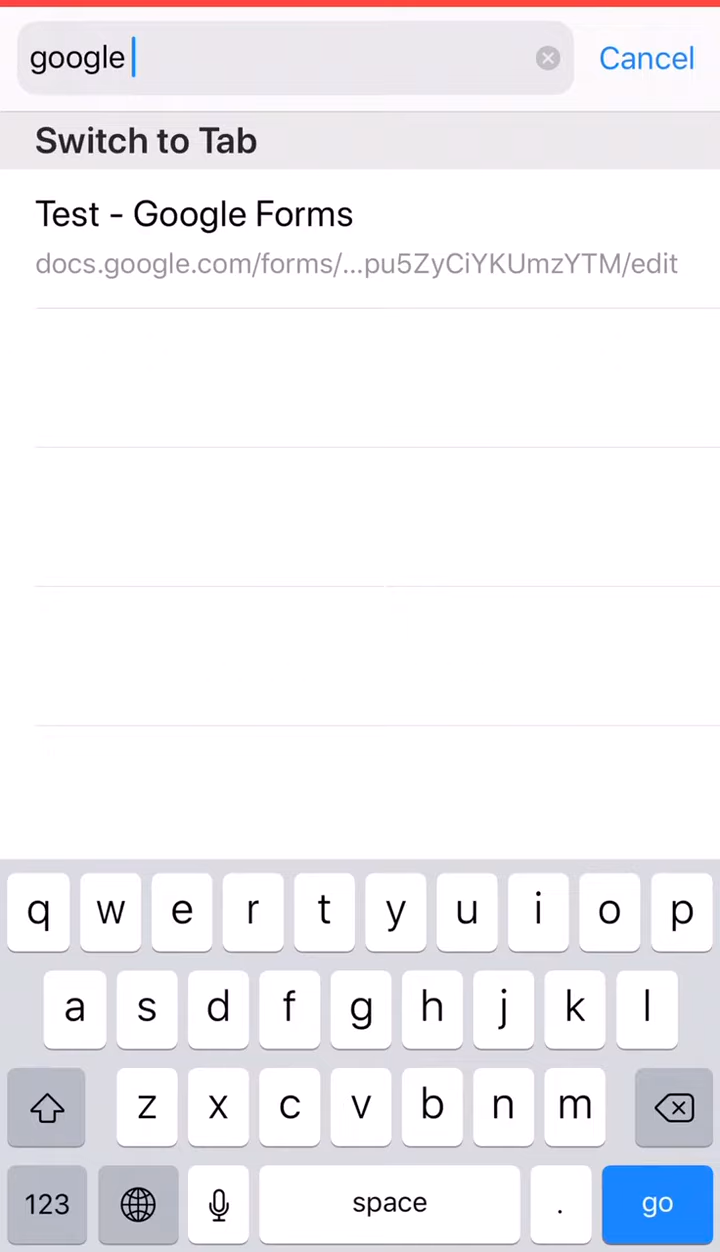 google
Cancel
Switch to Tab
Test - Google Forms
docs.google.com/forms/...pu5ZyCiYKUmzYTM/edit
q w e r t y u i o p
a s d f g h j k l
z x c v b n m
123 space . go